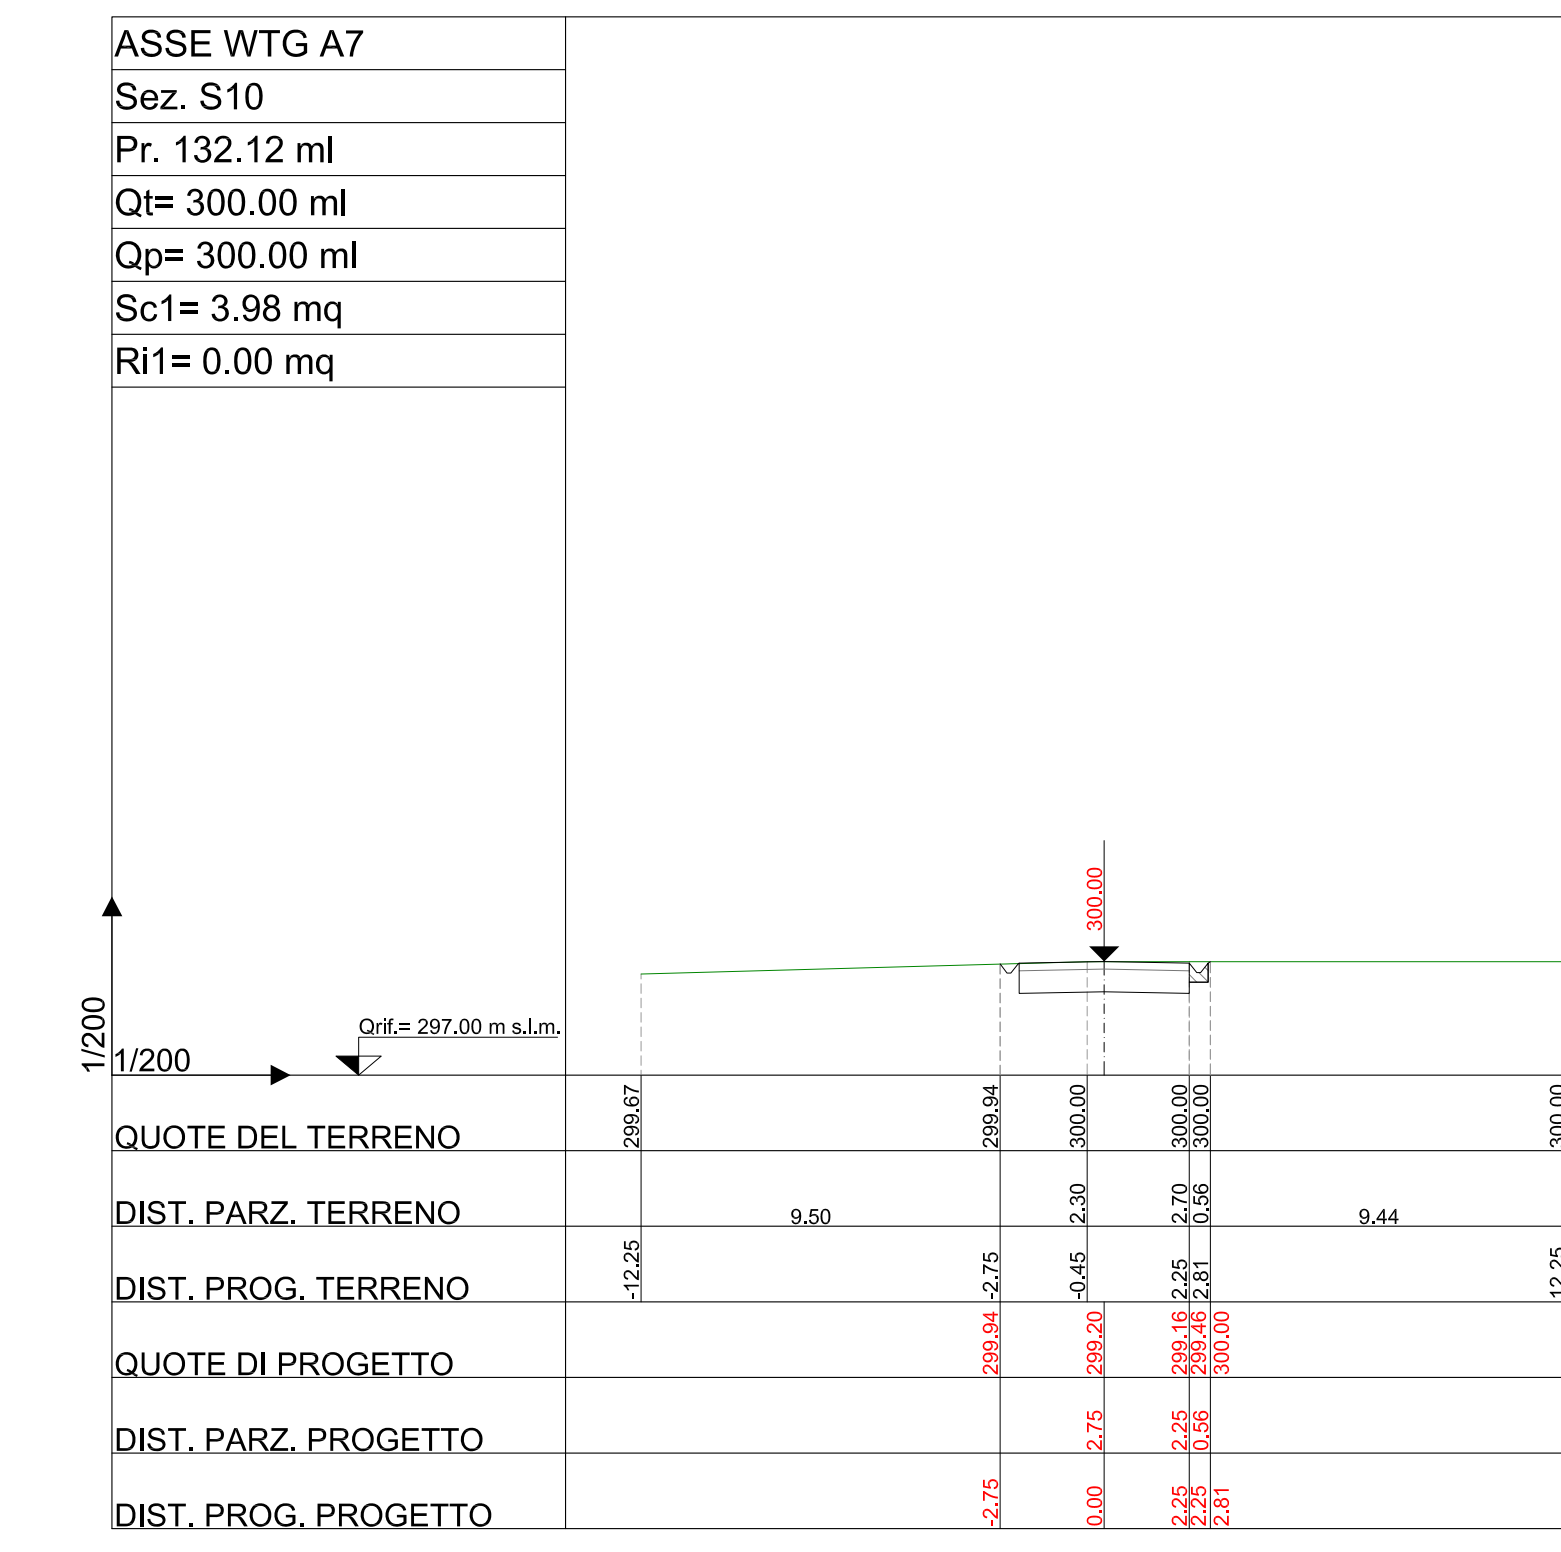 ASSE WTG A7
Sez. S10
Pr. 132.12 ml
Qt= 300.00 ml
Qp= 300.00 ml
Sc1= 3.98 mq
Ri1= 0.00 mq
300.00
1/200
1/200
Qrif.= 297.00 m s.l.m.
QUOTE DEL TERRENO 299.67 299.94 300.00 300.00 300.00 300.00
DIST. PARZ. TERRENO 9.50 2.30 2.70 0.56 9.44
DIST. PROG. TERRENO -12.25 -2.75 -0.45 2.25 2.81 12.25
QUOTE DI PROGETTO 299.94 299.20 299.16 299.46 300.00
DIST. PARZ. PROGETTO 2.75 2.25 0.56
DIST. PROG. PROGETTO -2.75 0.00 2.25 2.25 2.81